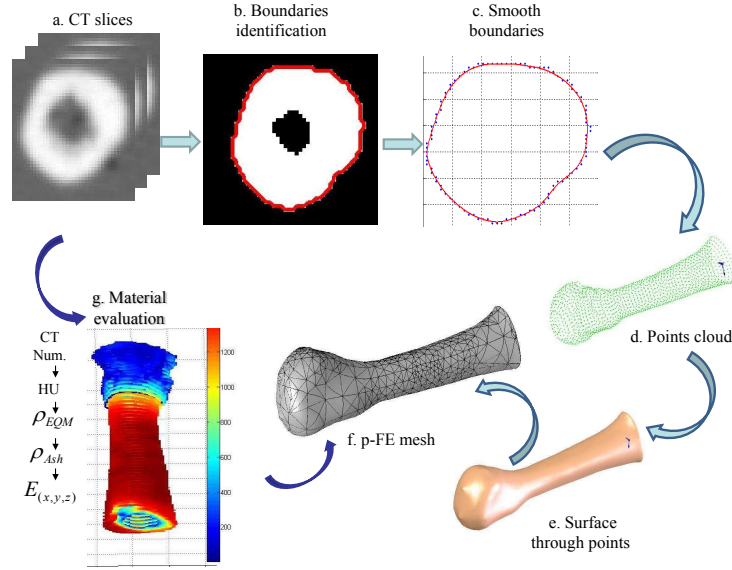 a. CT slices
b. Boundaries
identification
c. Smooth
boundaries
d. Points cloud
e. Surface
through points
f. p-FE mesh
g. Material
evaluation
CT
Num.
HU
ρEQM
ρAsh
E(x,y,z)
1200
1000
800
600
400
200